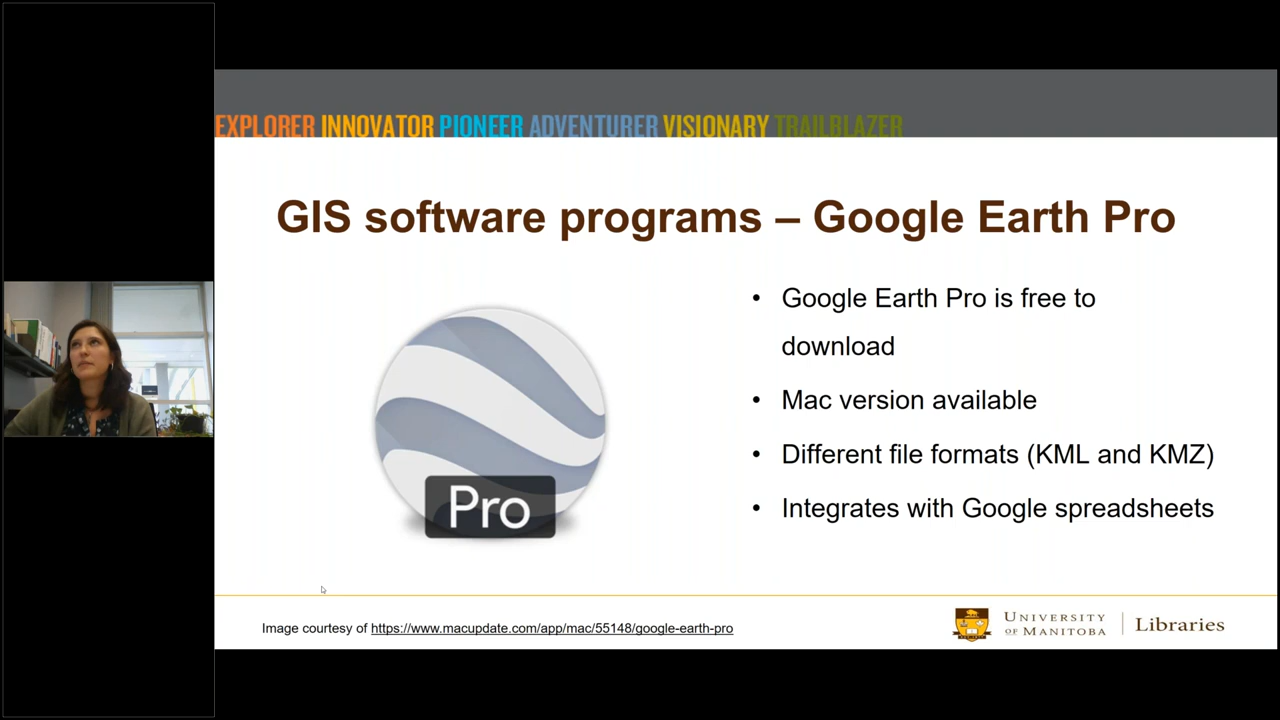 EXPLORER INNOVATOR PIONEER ADVENTURER VISIONARY TRAILBLAZER
GIS software programs – Google Earth Pro
• Google Earth Pro is free to
download
• Mac version available
• Different file formats (KML and KMZ)
• Integrates with Google spreadsheets
Pro
Image courtesy of https://www.macupdate.com/app/mac/55148/google-earth-pro
UNIVERSITY
OF MANITOBA
Libraries